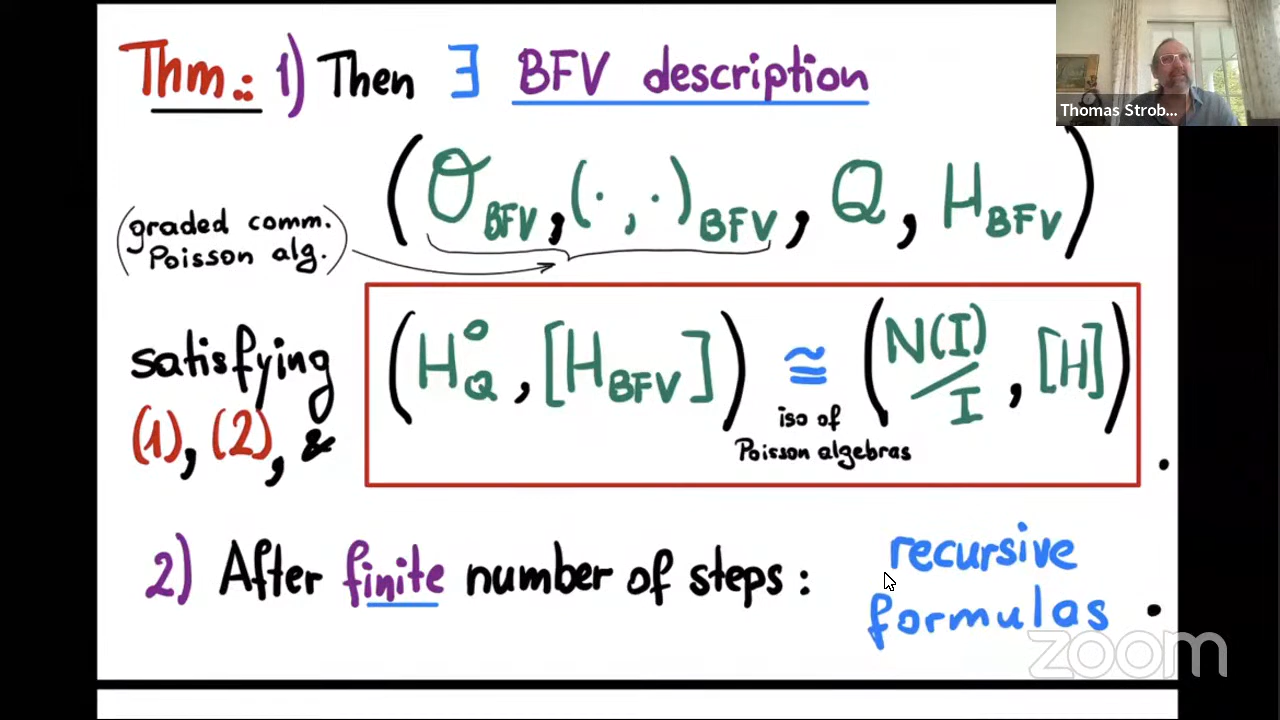 Thm.: 1) Then ∃ BFV description
Thomas Strob...
(O_BFV, (·,·)_BFV, Q, H_BFV)
(graded comm. Poisson alg.)
satisfying
(1), (2), &
(H^0_Q, [H_BFV]) ≅ (N(I)/I, [H]).
iso of
Poisson algebras
2) After finite number of steps: recursive
formulas.
zoom